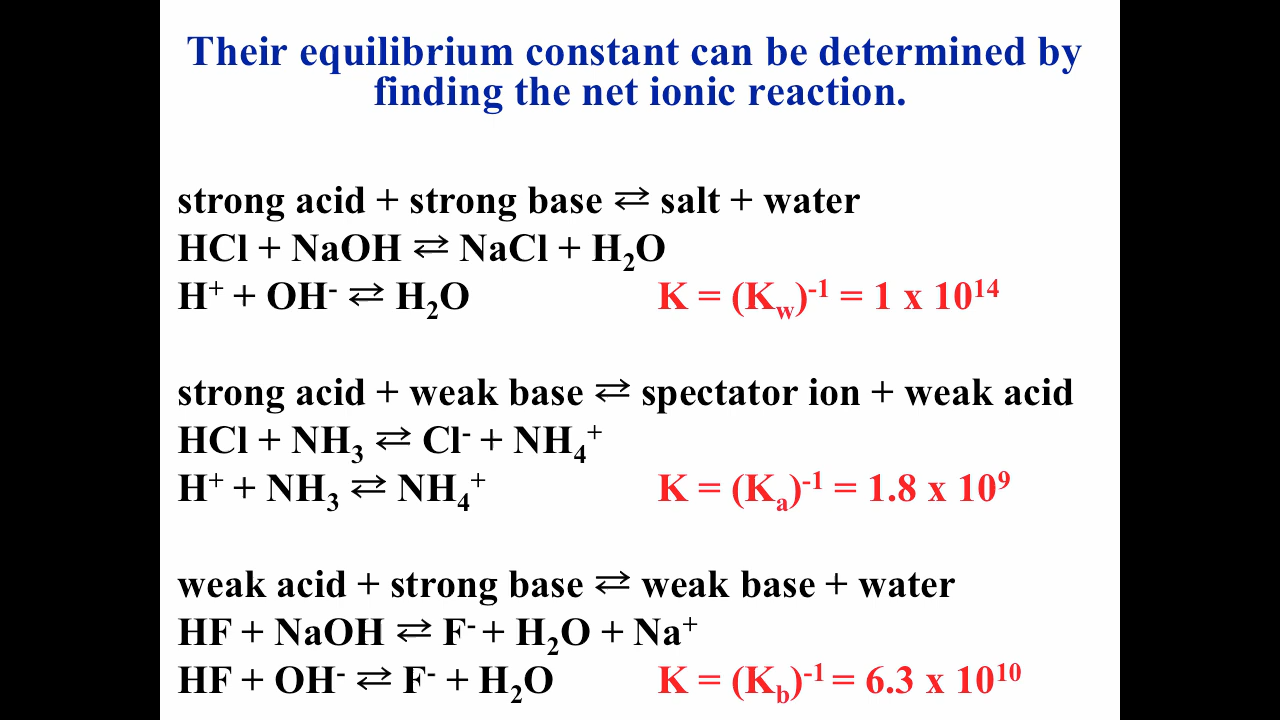 Their equilibrium constant can be determined by
finding the net ionic reaction.
strong acid + strong base ⇄ salt + water
HCl + NaOH ⇄ NaCl + H₂O
H⁺ + OH⁻ ⇄ H₂O K = (K_w)⁻¹ = 1 x 10¹⁴
strong acid + weak base ⇄ spectator ion + weak acid
HCl + NH₃ ⇄ Cl⁻ + NH₄⁺
H⁺ + NH₃ ⇄ NH₄⁺ K = (Kₐ)⁻¹ = 1.8 x 10⁹
weak acid + strong base ⇄ weak base + water
HF + NaOH ⇄ F⁻ + H₂O + Na⁺
HF + OH⁻ ⇄ F⁻ + H₂O K = (K_b)⁻¹ = 6.3 x 10¹⁰